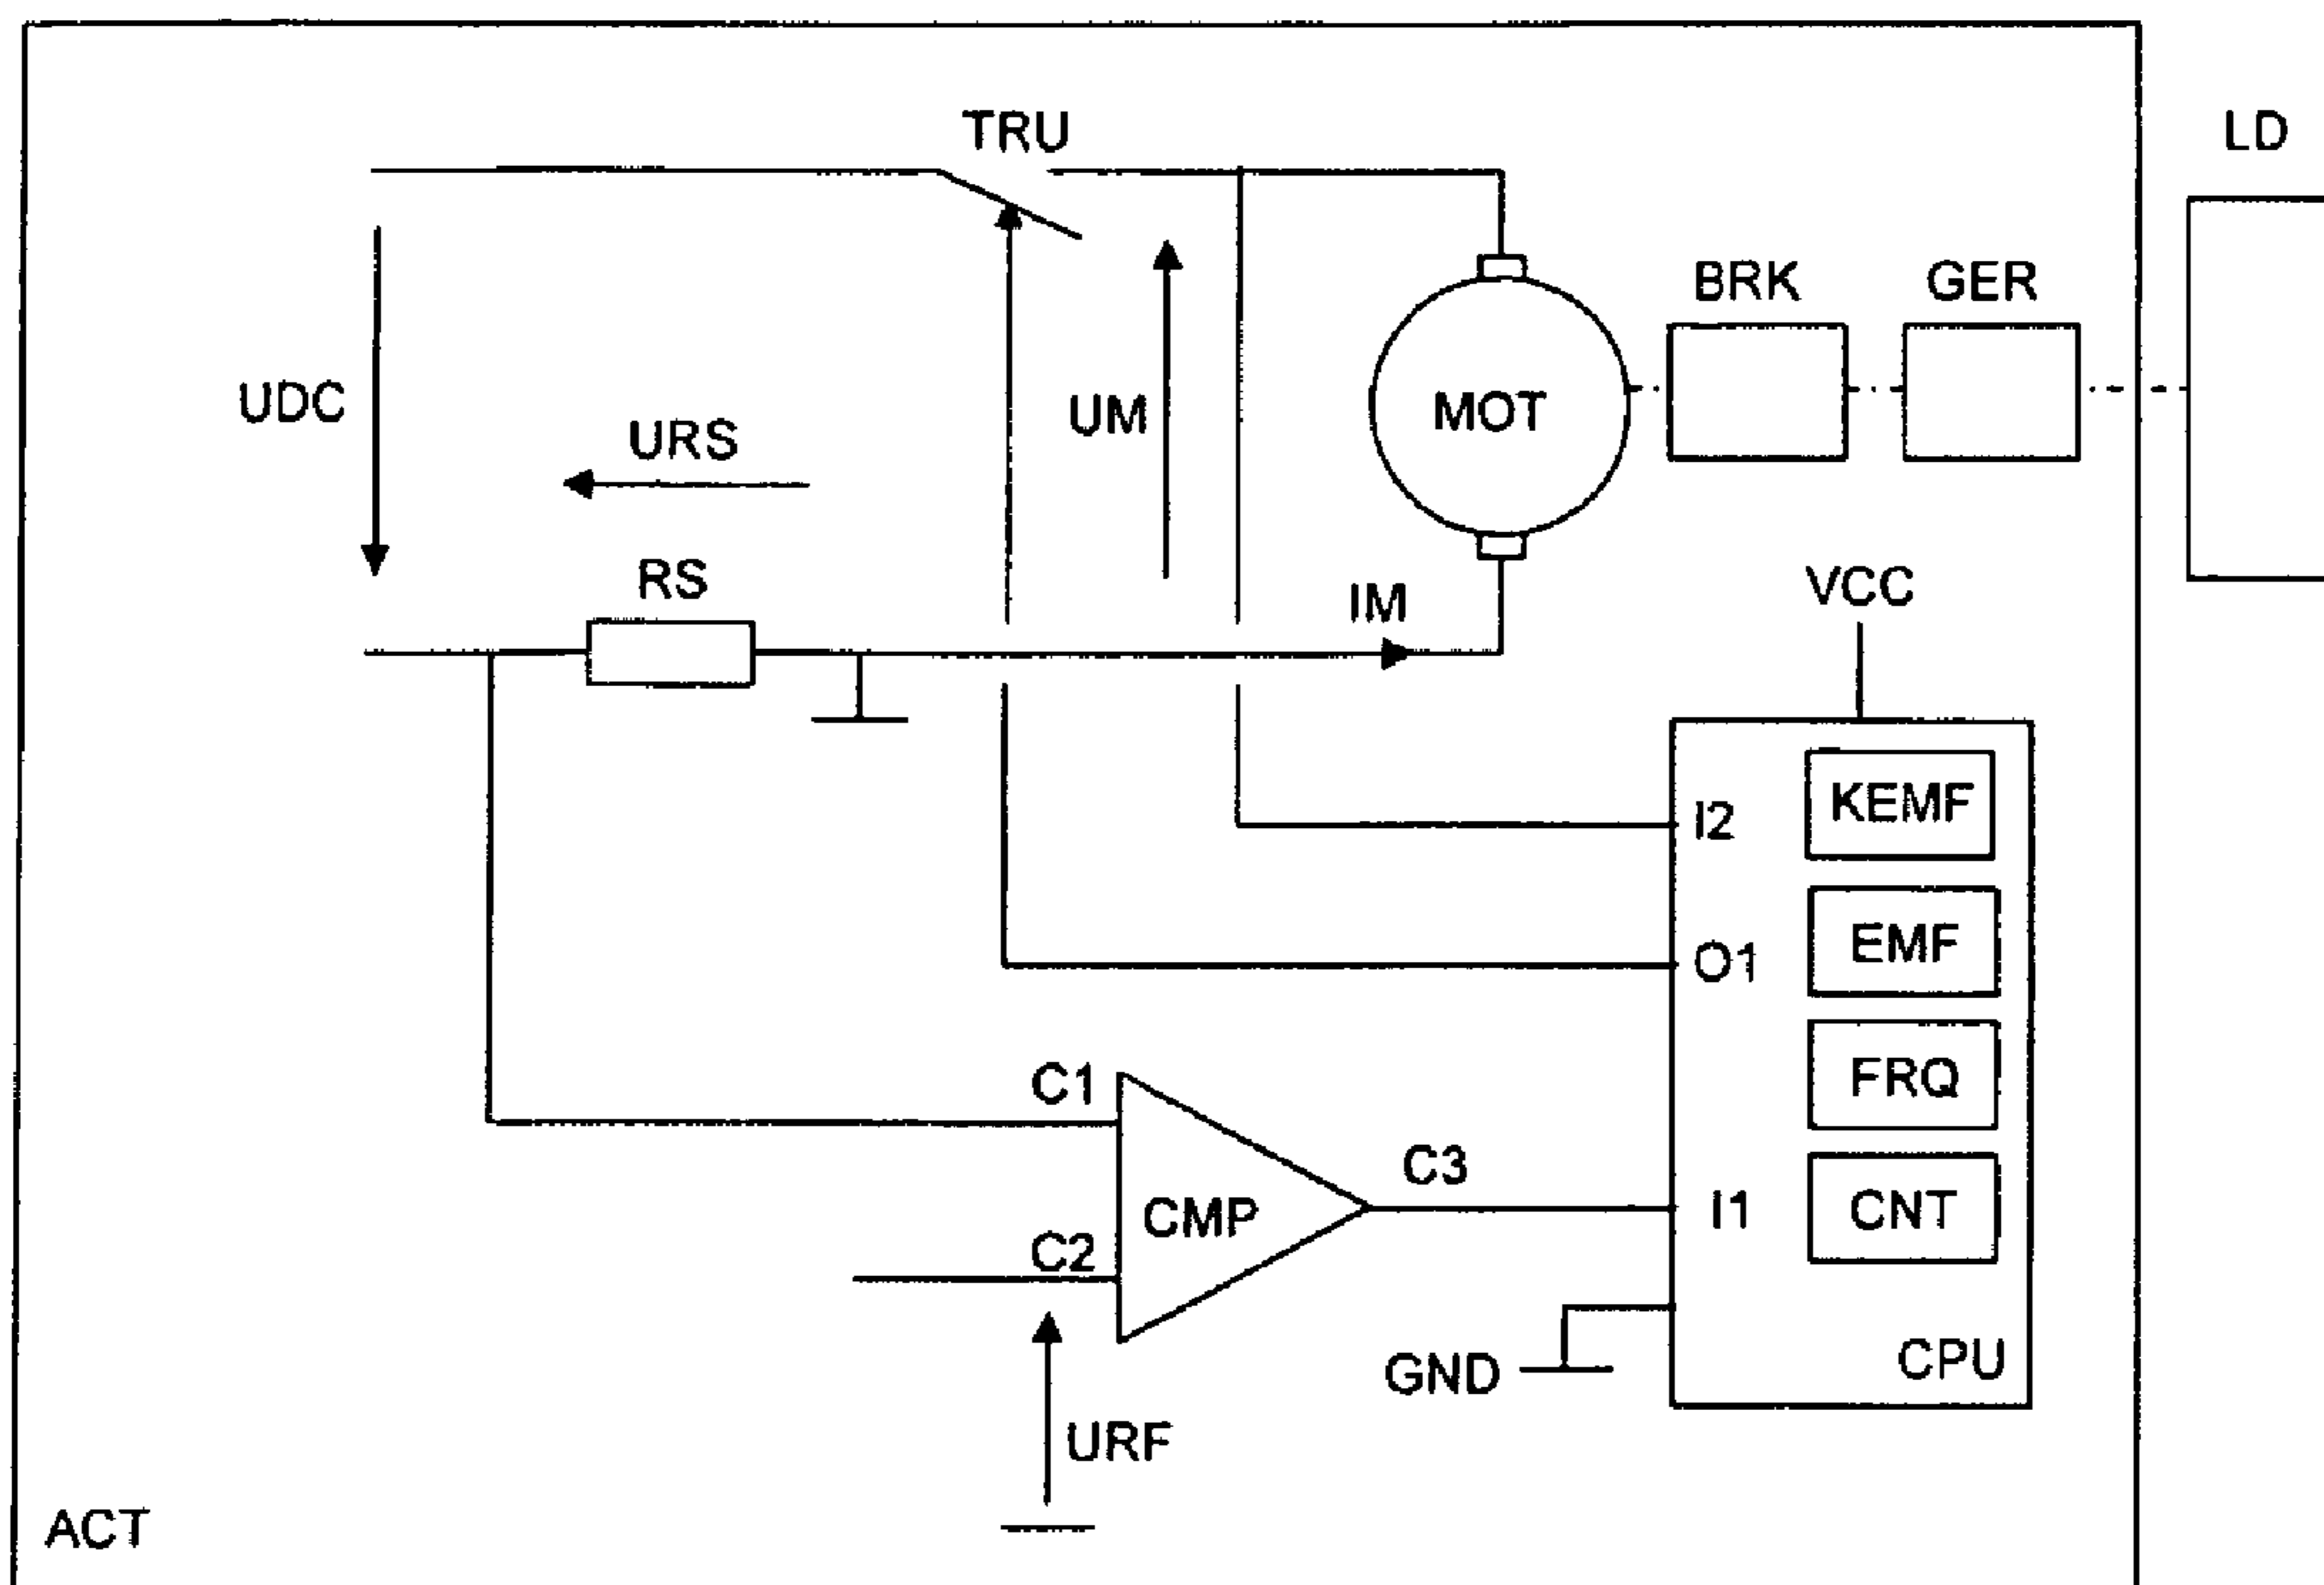 TRU
LD
BRK
GER
UDC
URS
UM
MOT
RS
IM
VCC
I2
KEMF
O1
EMF
C1
FRQ
C3
CMP
I1
CNT
C2
GND
CPU
URF
ACT